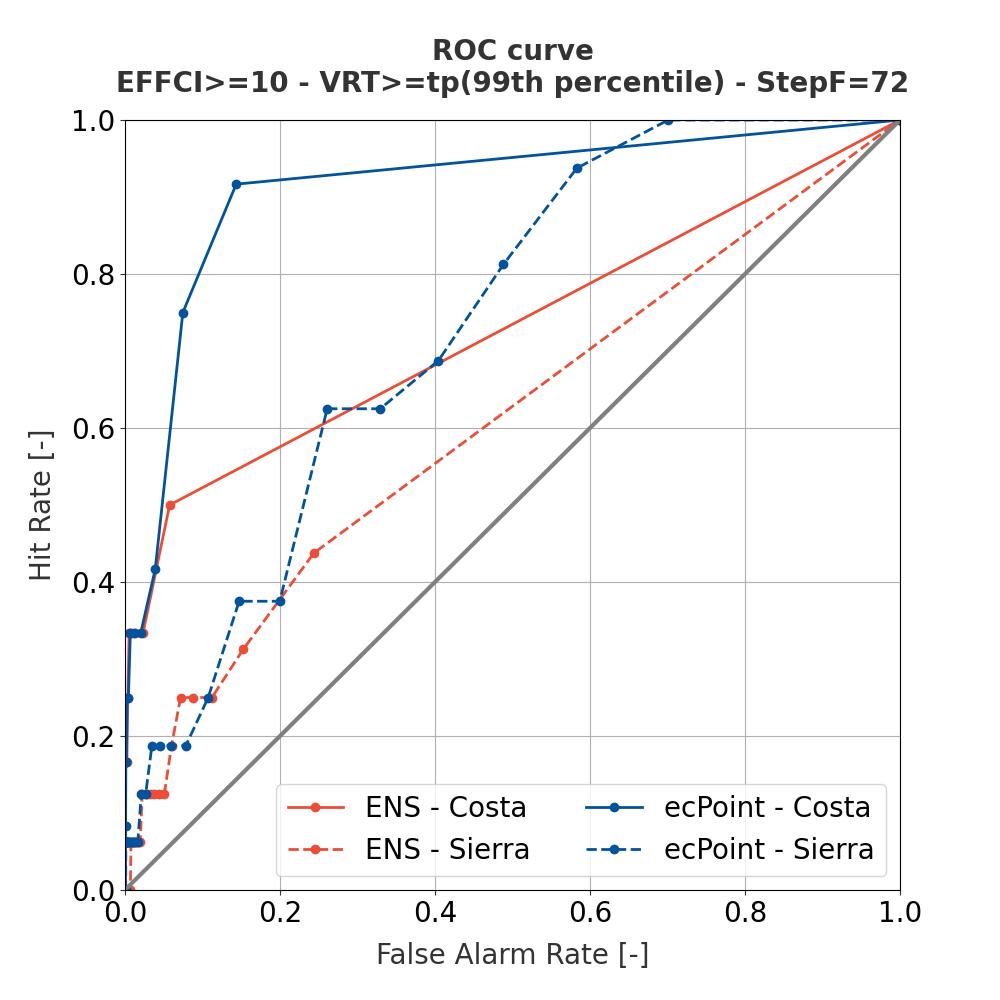 ROC curve
EFFCI>=10 - VRT>=tp(99th percentile) - StepF=72
1.0
0.8
0.6
0.4
0.2
0.0
Hit Rate [-]
ENS - Costa
ENS - Sierra
ecPoint - Costa
ecPoint - Sierra
0.0 0.2 0.4 0.6 0.8 1.0
False Alarm Rate [-]